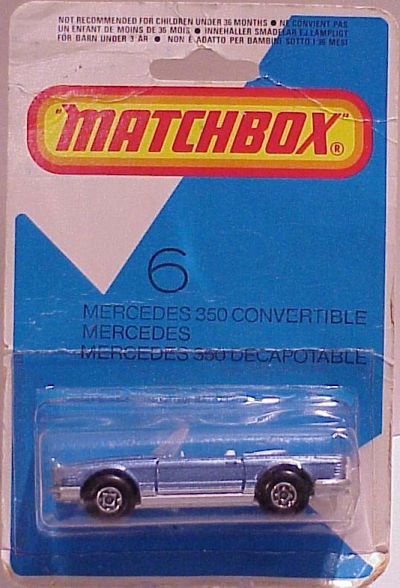 NOT RECOMMENDED FOR CHILDREN UNDER 36 MONTHS ● NE CONVIENT PAS
UN ENFANT DE MOINS DE 36 MOIS ● INNEHALLER SMADELAR EJ LAMPLIGT
FOR BARN UNDER 3 AR ● NON È ADATTO PER BAMBINI SOTTO I 36 MESI
"MATCHBOX"®
6
MERCEDES 350 CONVERTIBLE
MERCEDES
MERCEDES 350 DECAPOTABLE